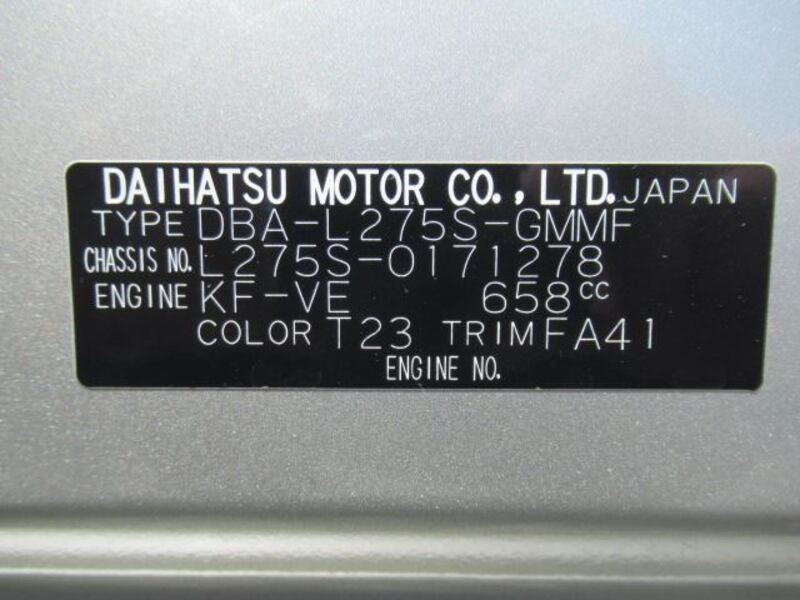 DAIHATSU MOTOR CO., LTD. JAPAN
TYPE DBA-L275S-GMMF
CHASSIS NO. L275S-0171278
ENGINE KF-VE 658cc
COLOR T23 TRIM FA41
ENGINE NO.